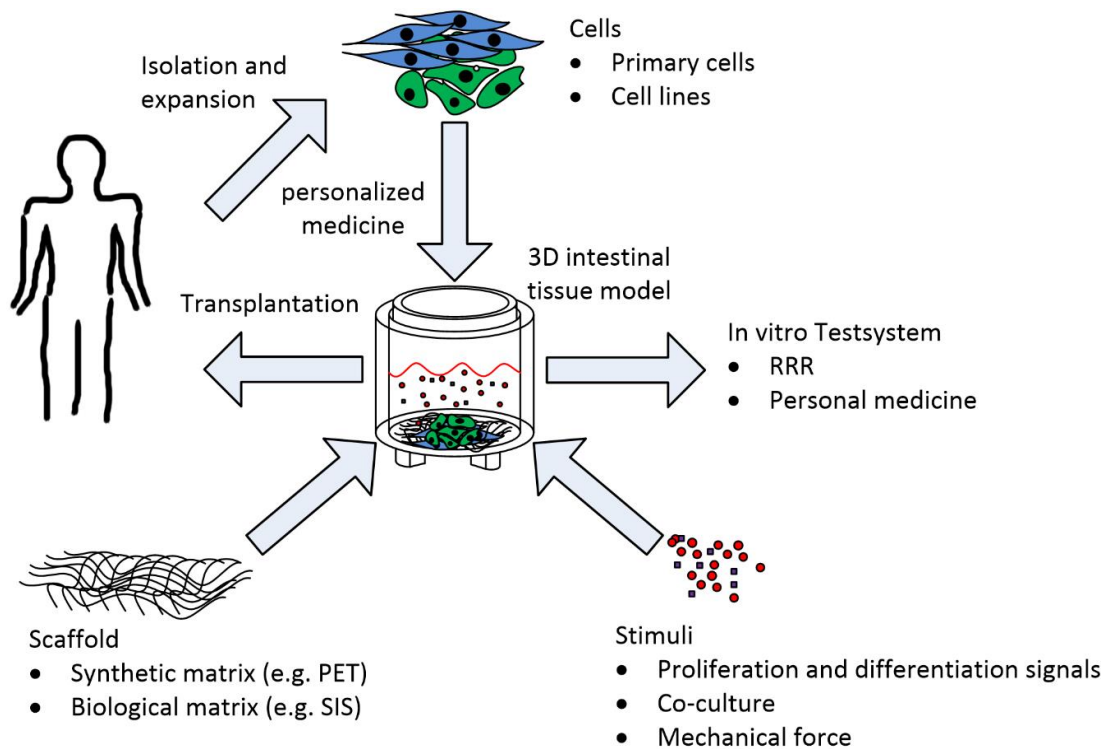 Cells
● Primary cells
● Cell lines
Isolation and
expansion
personalized
medicine
3D intestinal
tissue model
Transplantation
In vitro Testsystem
● RRR
● Personal medicine
Scaffold
● Synthetic matrix (e.g. PET)
● Biological matrix (e.g. SIS)
Stimuli
● Proliferation and differentiation signals
● Co-culture
● Mechanical force